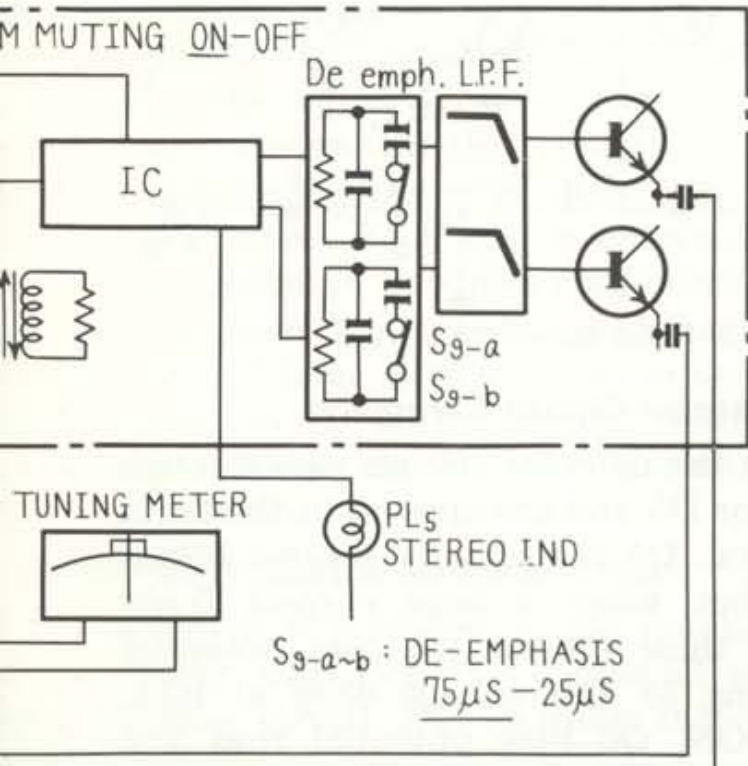 M MUTING ON-OFF
De emph. L.P.F.
IC
S9-a
S9-b
TUNING METER
PL5
STEREO IND
S9-a~b : DE-EMPHASIS
75µS-25µS